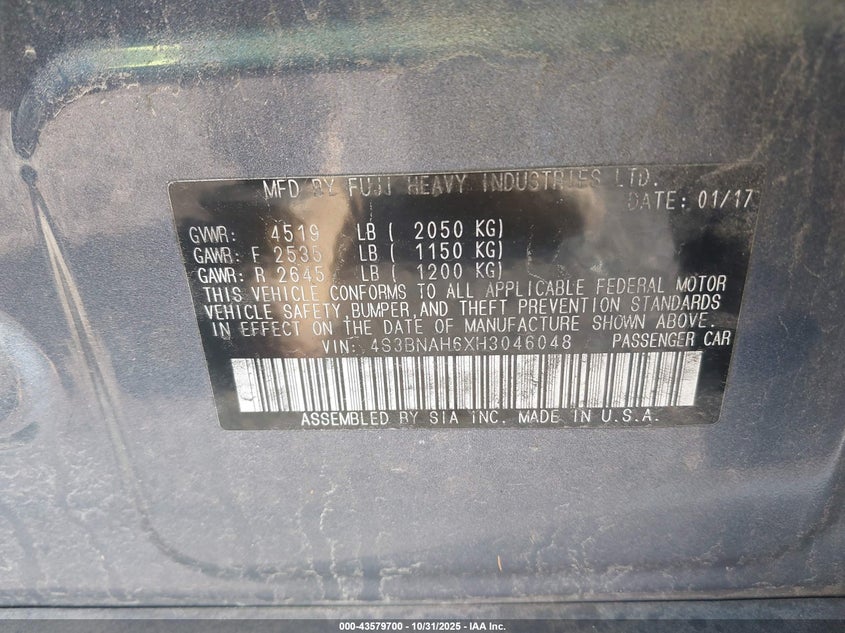 MFD BY FUJI HEAVY INDUSTRIES LTD.
DATE: 01/17
GVWR: 4519 LB ( 2050 KG)
GAWR: F 2535 LB ( 1150 KG)
GAWR: R 2645 LB ( 1200 KG)
THIS VEHICLE CONFORMS TO ALL APPLICABLE FEDERAL MOTOR
VEHICLE SAFETY,BUMPER,AND THEFT PREVENTION STANDARDS
IN EFFECT ON THE DATE OF MANUFACTURE SHOWN ABOVE.
VIN: 4S3BNAH6XH3046048 PASSENGER CAR
ASSEMBLED BY SIA INC. MADE IN U.S.A.
000-43579700 - 10/31/2025 - IAA Inc.